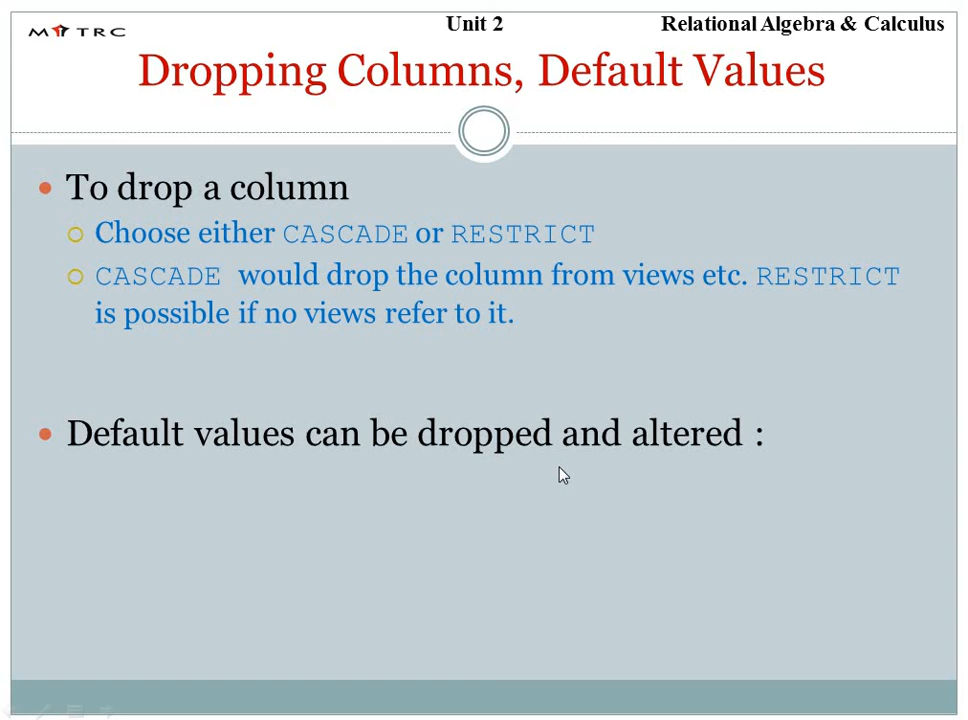 M TRC
Unit 2
Relational Algebra & Calculus
Dropping Columns, Default Values
• To drop a column
○ Choose either CASCADE or RESTRICT
○ CASCADE would drop the column from views etc. RESTRICT
is possible if no views refer to it.
• Default values can be dropped and altered :